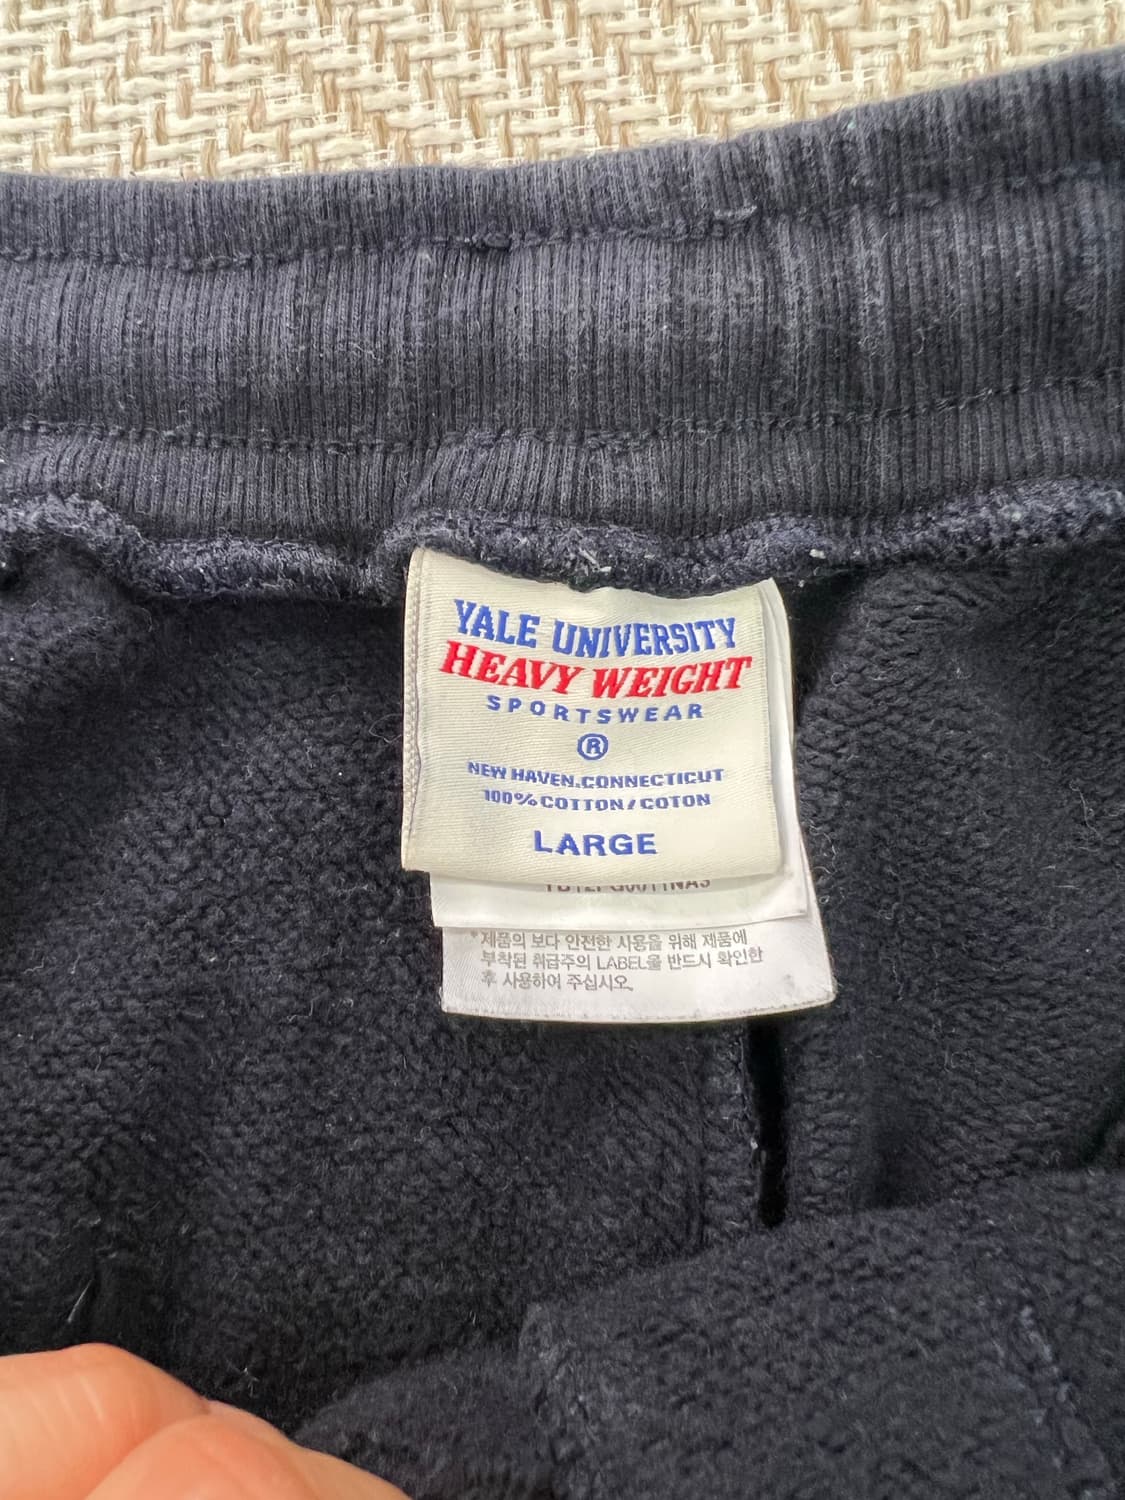 YALE UNIVERSITY
HEAVY WEIGHT
SPORTSWEAR
®
NEW HAVEN.CONNECTICUT
100% COTTON / COTON
LARGE
*제품의 보다 안전한 사용을 위해 제품에
부착된 취급주의 LABEL을 반드시 확인한
후 사용하여 주십시오.